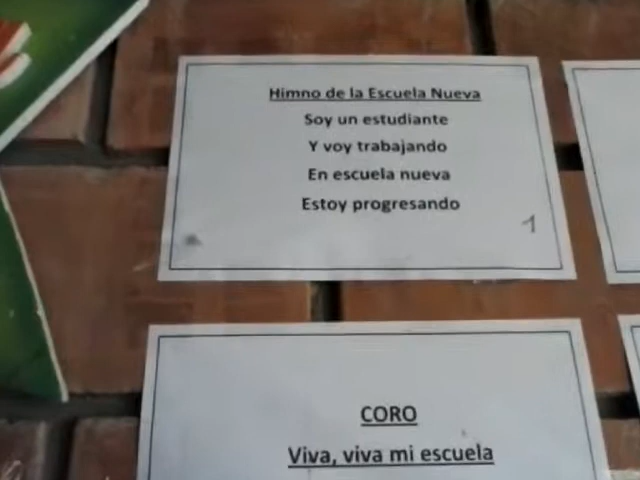 Himno de la Escuela Nueva
Soy un estudiante
Y voy trabajando
En escuela nueva
Estoy progresando
1
CORO
Viva, viva mi escuela